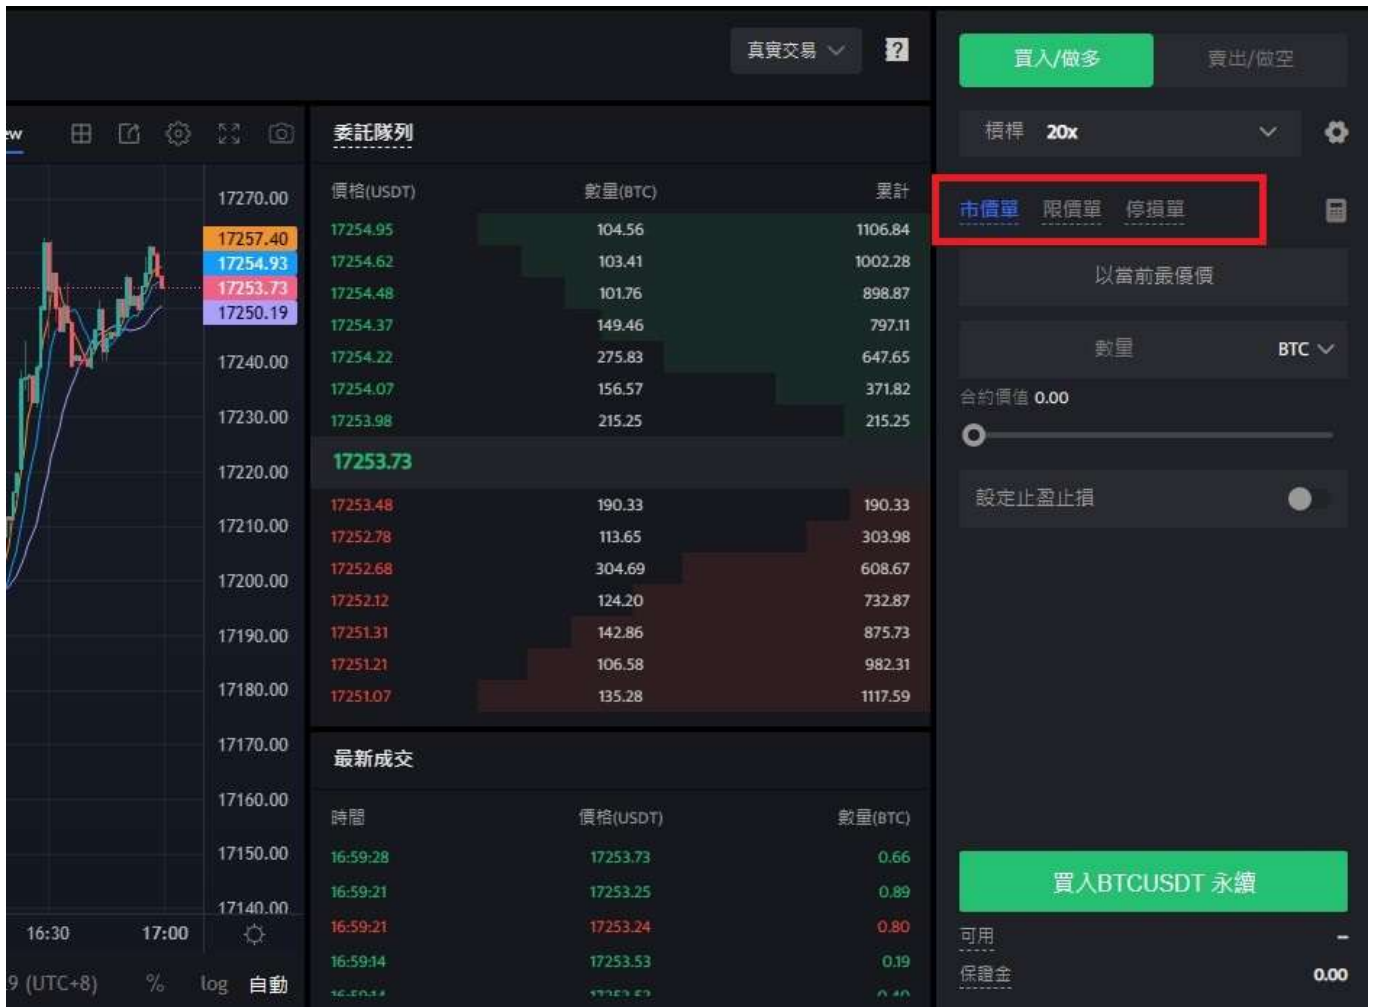 真實交易
ew
17270.00
17257.40
17254.93
17253.73
17250.19
17240.00
17230.00
17220.00
17210.00
17200.00
17190.00
17180.00
17170.00
17160.00
17150.00
17140.00
16:30 17:00
9 (UTC+8) % log 自動
委託隊列
價格(USDT) 數量(BTC) 累計
17254.95 104.56 1106.84
17254.62 103.41 1002.28
17254.48 101.76 898.87
17254.37 149.46 797.11
17254.22 275.83 647.65
17254.07 156.57 371.82
17253.98 215.25 215.25
17253.73
17253.48 190.33 190.33
17252.78 113.65 303.98
17252.68 304.69 608.67
17252.12 124.20 732.87
17251.31 142.86 875.73
17251.21 106.58 982.31
17251.07 135.28 1117.59
最新成交
時間 價格(USDT) 數量(BTC)
16:59:28 17253.73 0.66
16:59:21 17253.25 0.89
16:59:21 17253.24 0.80
16:59:14 17253.53 0.19
買入/做多 賣出/做空
槓桿 20x
市價單 限價單 停損單
以當前最優價
數量 BTC
合約價值 0.00
設定止盈止損
買入BTCUSDT 永續
可用 --
保證金 0.00